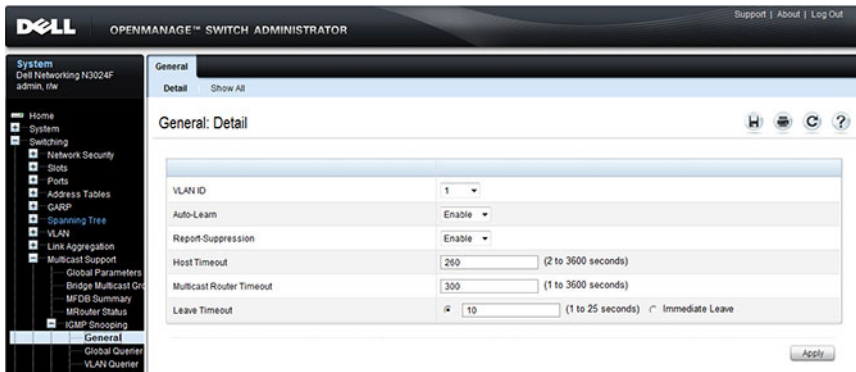 DELL OPENMANAGE™ SWITCH ADMINISTRATOR
Support | About | Log Out
System
Dell Networking N3024F
admin, r/w
Home
System
Switching
Network Security
Slots
Ports
Address Tables
GARP
Spanning Tree
VLAN
Link Aggregation
Multicast Support
Global Parameters
Bridge Multicast Gro
MFDB Summary
MRouter Status
IGMP Snooping
General
Global Querier
VLAN Querier
General
Detail Show All
General: Detail
VLAN ID 1
Auto-Learn Enable
Report-Suppression Enable
Host Timeout 260 (2 to 3600 seconds)
Multicast Router Timeout 300 (1 to 3600 seconds)
Leave Timeout 10 (1 to 25 seconds) Immediate Leave
Apply